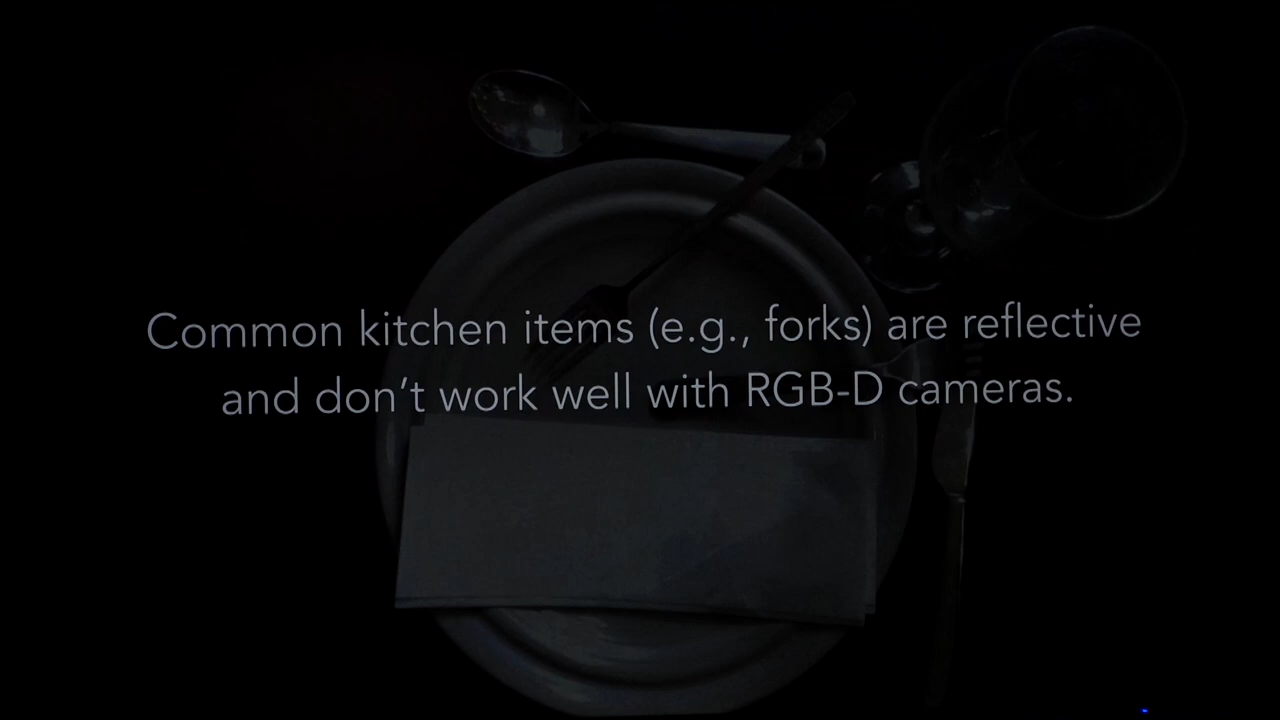 Common kitchen items (e.g., forks) are reflective
and don't work well with RGB-D cameras.